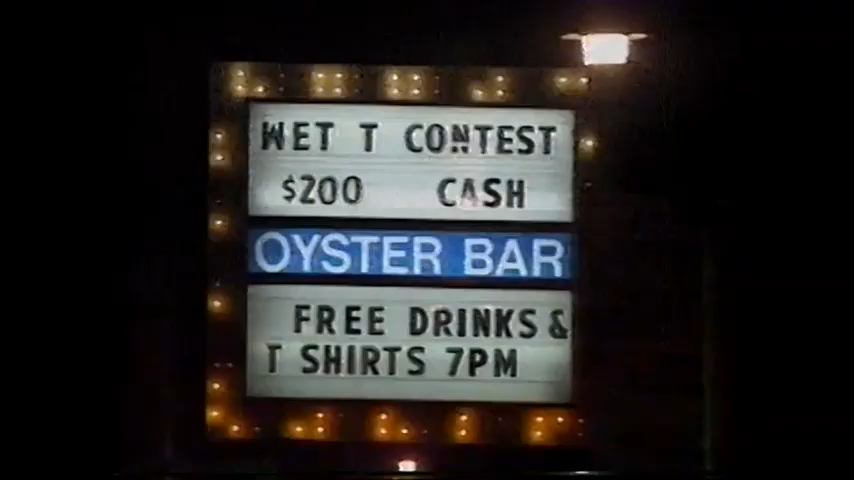 WET T CONTEST
$200 CASH
OYSTER BAR
FREE DRINKS &
T SHIRTS 7PM